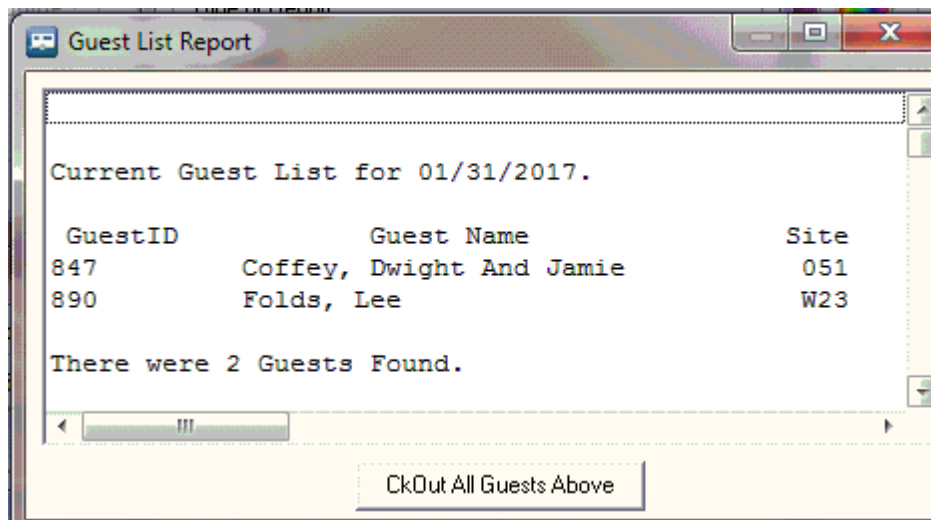 Guest List Report
Current Guest List for 01/31/2017.
GuestID Guest Name Site
847 Coffey, Dwight And Jamie 051
890 Folds, Lee W23
There were 2 Guests Found.
CkOut All Guests Above